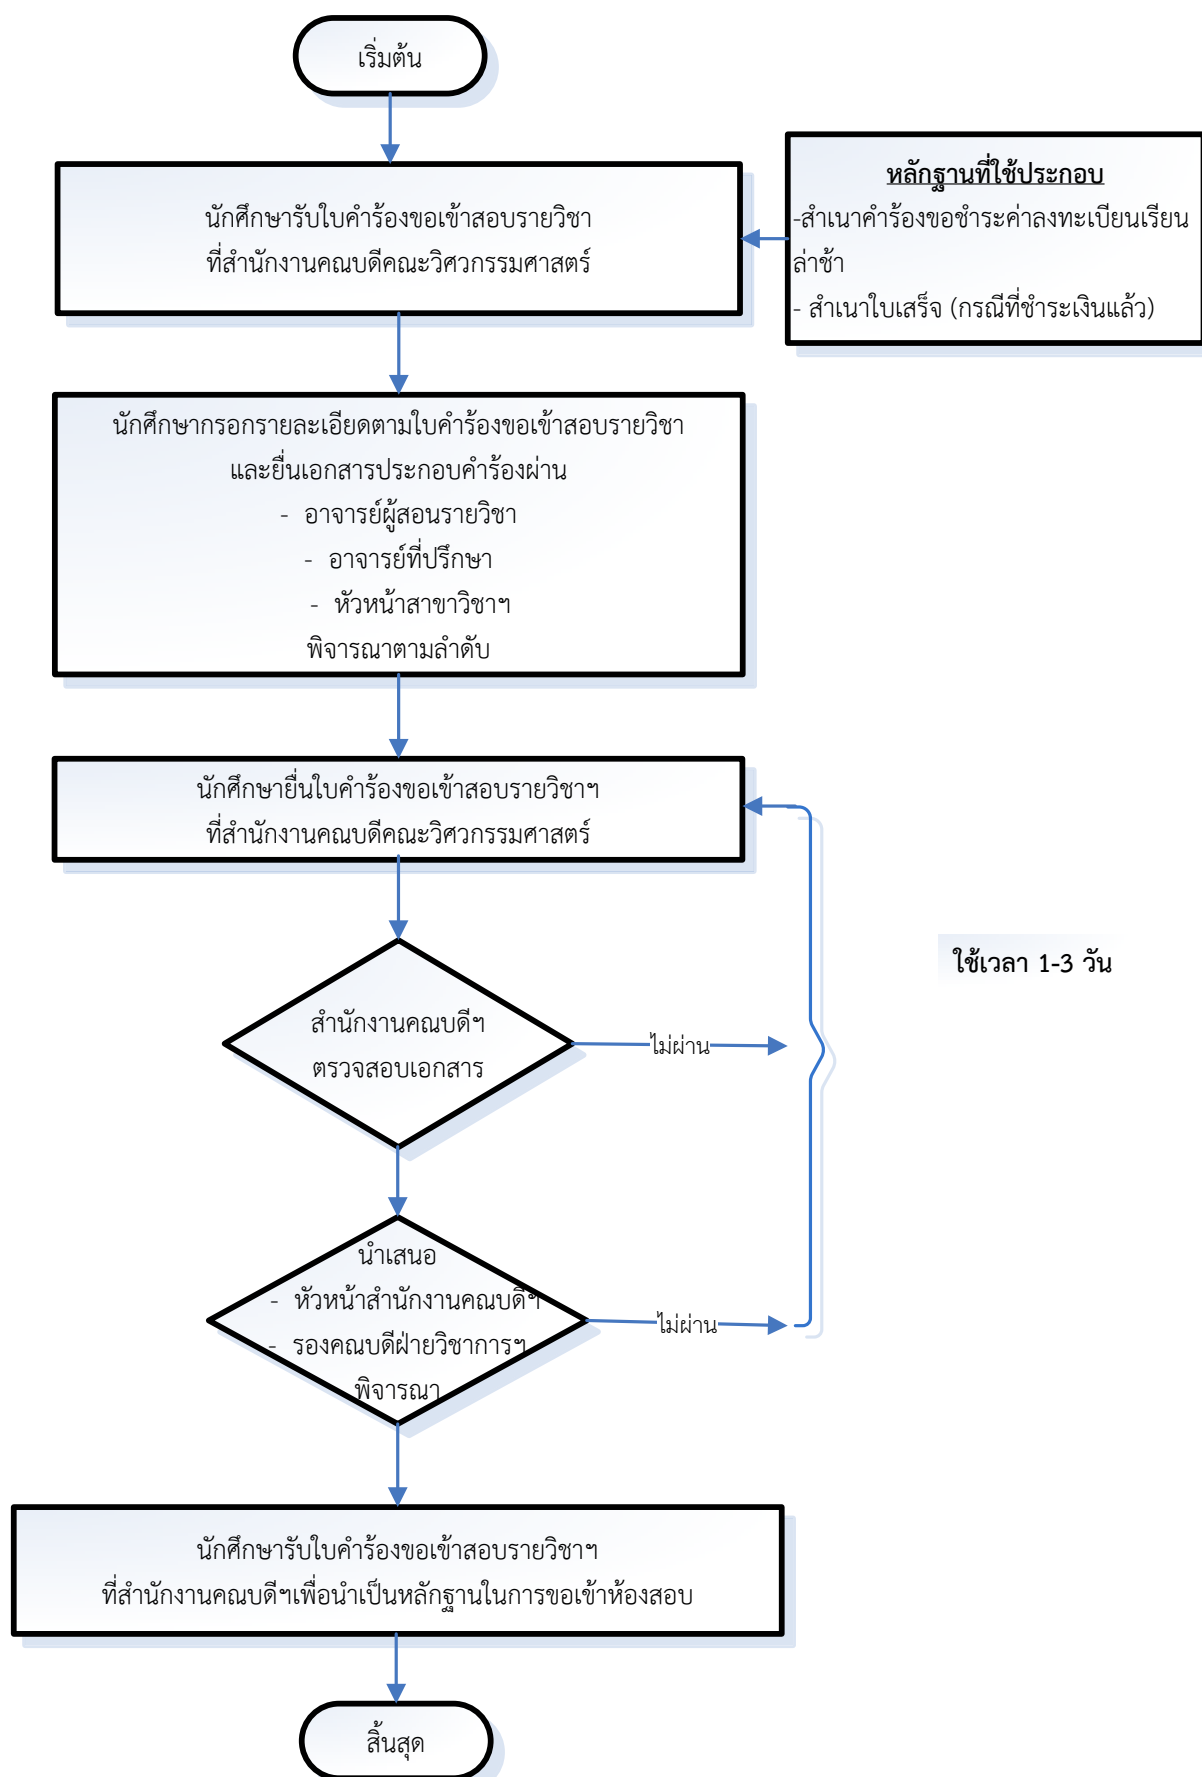 เริ่มต้น
นักศึกษารับใบคำร้องขอเข้าสอบรายวิชา
ที่สำนักงานคณบดีคณะวิศวกรรมศาสตร์
หลักฐานที่ใช้ประกอบ
-สำเนาคำร้องขอชำระค่าลงทะเบียนเรียน
ล่าช้า
- สำเนาใบเสร็จ (กรณีที่ชำระเงินแล้ว)
นักศึกษากรอกรายละเอียดตามใบคำร้องขอเข้าสอบรายวิชา
และยื่นเอกสารประกอบคำร้องผ่าน
- อาจารย์ผู้สอนรายวิชา
- อาจารย์ที่ปรึกษา
- หัวหน้าสาขาวิชาฯ
พิจารณาตามลำดับ
นักศึกษายื่นใบคำร้องขอเข้าสอบรายวิชาฯ
ที่สำนักงานคณบดีคณะวิศวกรรมศาสตร์
ใช้เวลา 1-3 วัน
สำนักงานคณบดีฯ
ตรวจสอบเอกสาร
ไม่ผ่าน
นำเสนอ
- หัวหน้าสำนักงานคณบดีฯ
- รองคณบดีฝ่ายวิชาการฯ
พิจารณา
ไม่ผ่าน
นักศึกษารับใบคำร้องขอเข้าสอบรายวิชาฯ
ที่สำนักงานคณบดีฯเพื่อนำเป็นหลักฐานในการขอเข้าห้องสอบ
สิ้นสุด